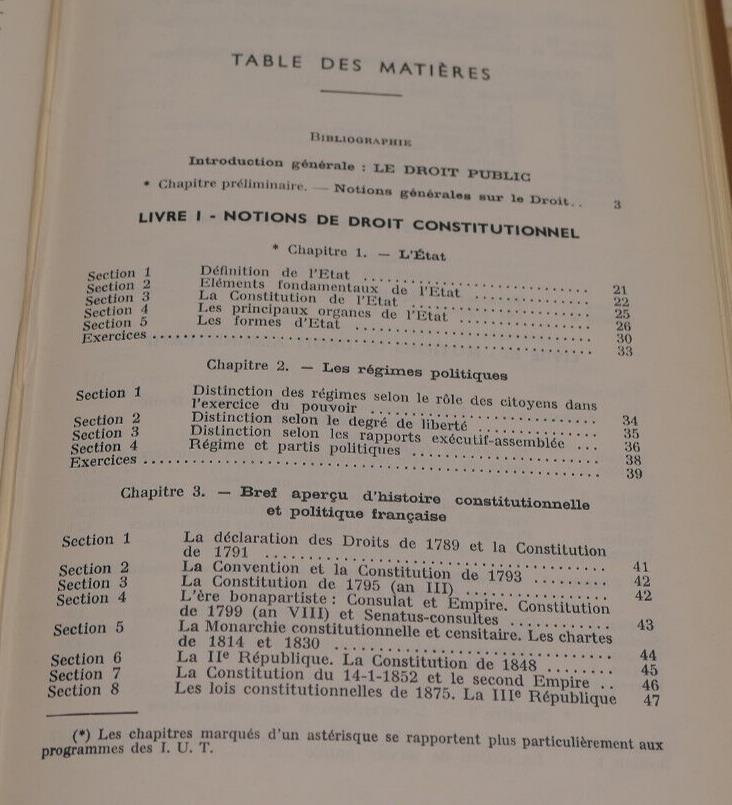 TABLE DES MATIÈRES
BIBLIOGRAPHIE
Introduction générale : LE DROIT PUBLIC
* Chapitre préliminaire. — Notions générales sur le Droit.. 3
LIVRE I - NOTIONS DE DROIT CONSTITUTIONNEL
* Chapitre 1. — L'État
Section 1 Définition de l'Etat .......... 21
Section 2 Eléments fondamentaux de l'Etat .......... 22
Section 3 La Constitution de l'Etat .......... 25
Section 4 Les principaux organes de l'Etat .......... 26
Section 5 Les formes d'Etat .......... 30
Exercices .......... 33
Chapitre 2. — Les régimes politiques
Section 1 Distinction des régimes selon le rôle des citoyens dans
l'exercice du pouvoir .......... 34
Section 2 Distinction selon le degré de liberté .......... 35
Section 3 Distinction selon les rapports exécutif-assemblée ... 36
Section 4 Régime et partis politiques .......... 38
Exercices .......... 39
Chapitre 3. — Bref aperçu d'histoire constitutionnelle
et politique française
Section 1 La déclaration des Droits de 1789 et la Constitution
de 1791 .......... 41
Section 2 La Convention et la Constitution de 1793 ......... 42
Section 3 La Constitution de 1795 (an III) .......... 42
Section 4 L'ère bonapartiste : Consulat et Empire. Constitution
de 1799 (an VIII) et Senatus-consultes .......... 43
Section 5 La Monarchie constitutionnelle et censitaire. Les chartes
de 1814 et 1830 .......... 44
Section 6 La IIe République. La Constitution de 1848 ........ 45
Section 7 La Constitution du 14-1-1852 et le second Empire .. 46
Section 8 Les lois constitutionnelles de 1875. La IIIe République 47
(*) Les chapitres marqués d'un astérisque se rapportent plus particulièrement aux
programmes des I. U. T.